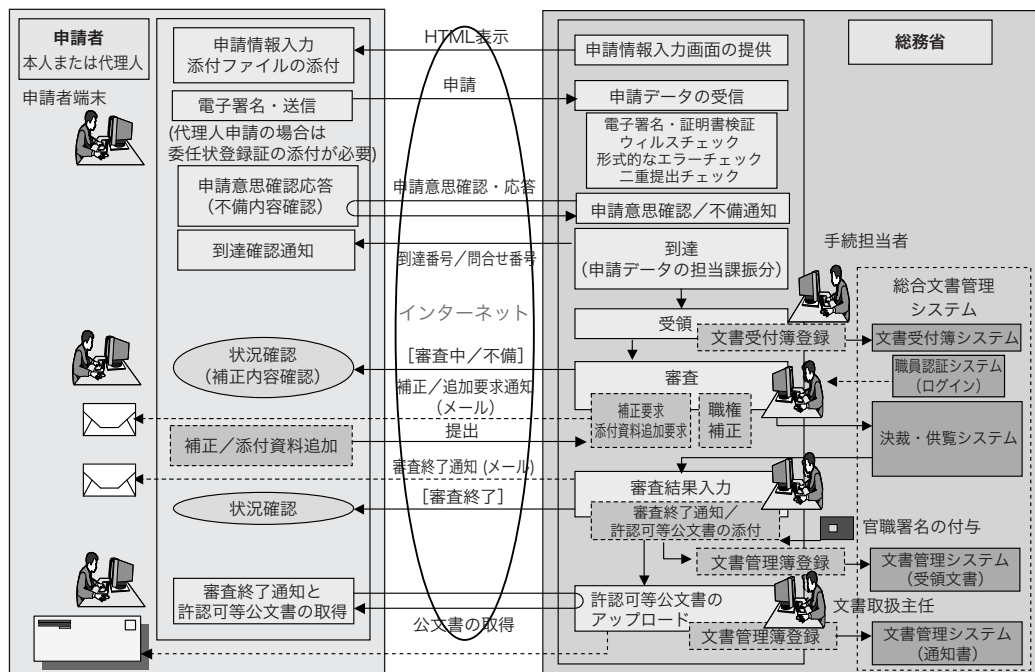 申請者
本人または代理人
申請者端末
申請情報入力
添付ファイルの添付
電子署名・送信
(代理人申請の場合は
委任状登録証の添付が必要)
申請意思確認応答
(不備内容確認)
到達確認通知
状況確認
(補正内容確認)
補正／添付資料追加
状況確認
審査終了通知と
許認可等公文書の取得
HTML表示
申請
申請意思確認・応答
到達番号／問合せ番号
インターネット
[審査中／不備]
補正／追加要求通知
(メール)
提出
審査終了通知 (メール)
[審査終了]
公文書の取得
総務省
申請情報入力画面の提供
申請データの受信
電子署名・証明書検証
ウィルスチェック
形式的なエラーチェック
二重提出チェック
申請意思確認／不備通知
到達
(申請データの担当課振分)
手続担当者
受領
文書受付簿登録
審査
補正要求
添付資料追加要求
職権
補正
審査結果入力
審査終了通知／
許認可等公文書の添付
官職署名の付与
文書管理簿登録
許認可等公文書の
アップロード
文書取扱主任
文書管理簿登録
総合文書管理
システム
文書受付簿システム
職員認証システム
(ログイン)
決裁・供覧システム
文書管理システム
(受領文書)
文書管理システム
(通知書)